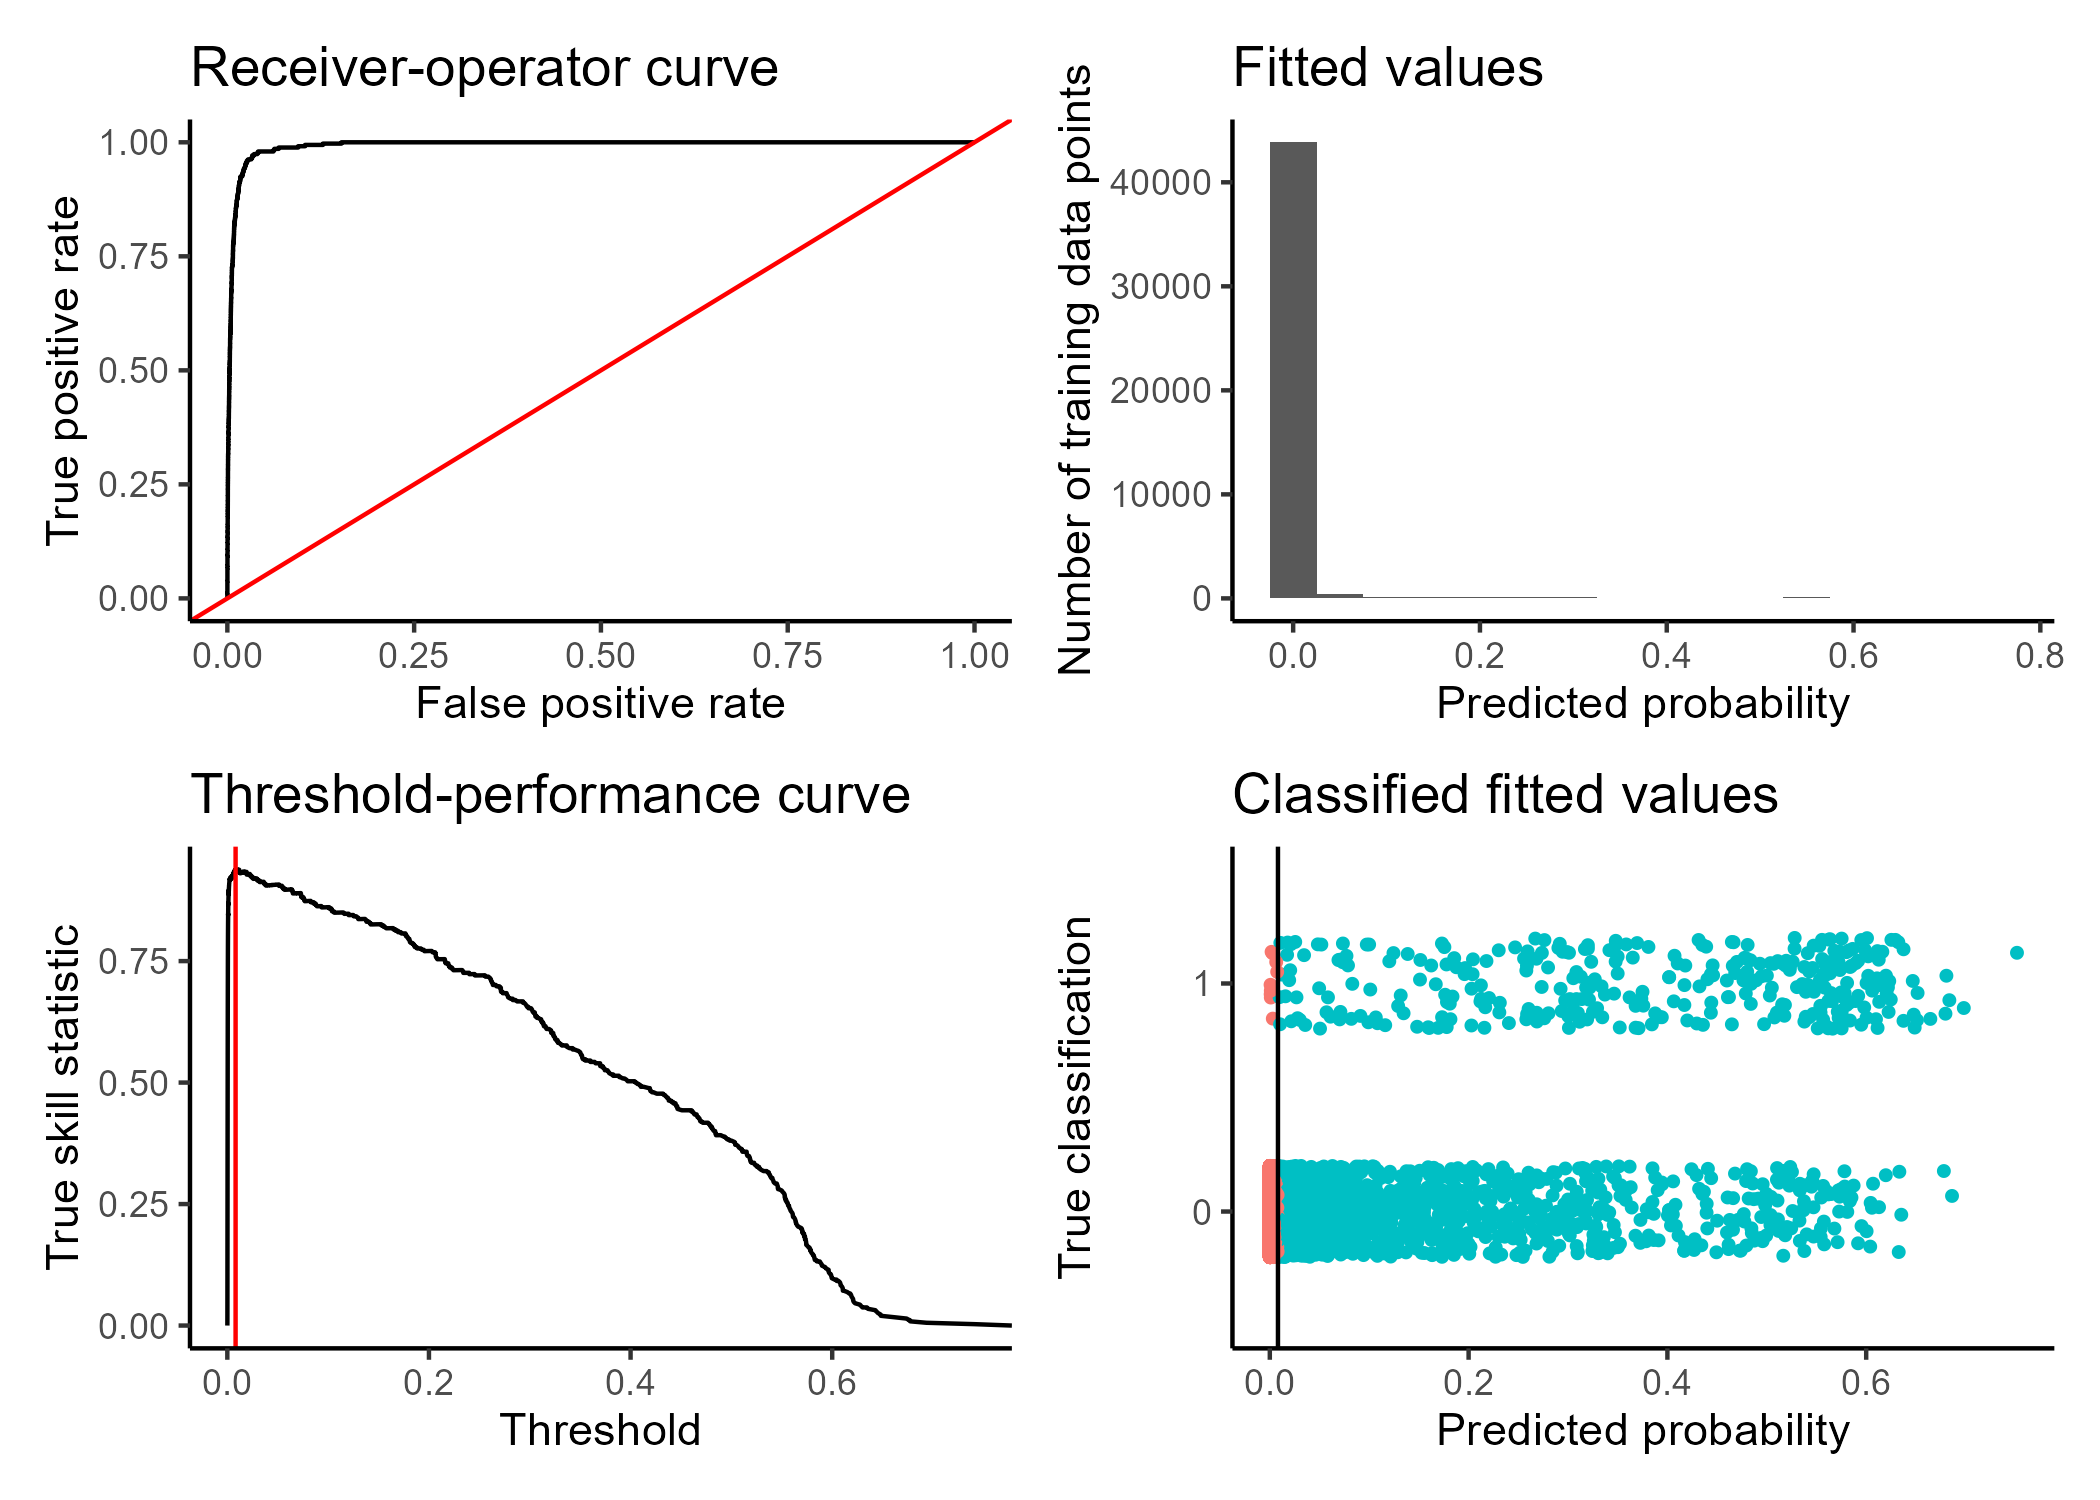 Receiver-operator curve
True positive rate
1.00
0.75
0.50
0.25
0.00
0.00 0.25 0.50 0.75 1.00
False positive rate
Fitted values
Number of training data points
40000
30000
20000
10000
0
0.0 0.2 0.4 0.6 0.8
Predicted probability
Threshold-performance curve
True skill statistic
0.75
0.50
0.25
0.00
0.0 0.2 0.4 0.6
Threshold
Classified fitted values
True classification
1
0
0.0 0.2 0.4 0.6
Predicted probability